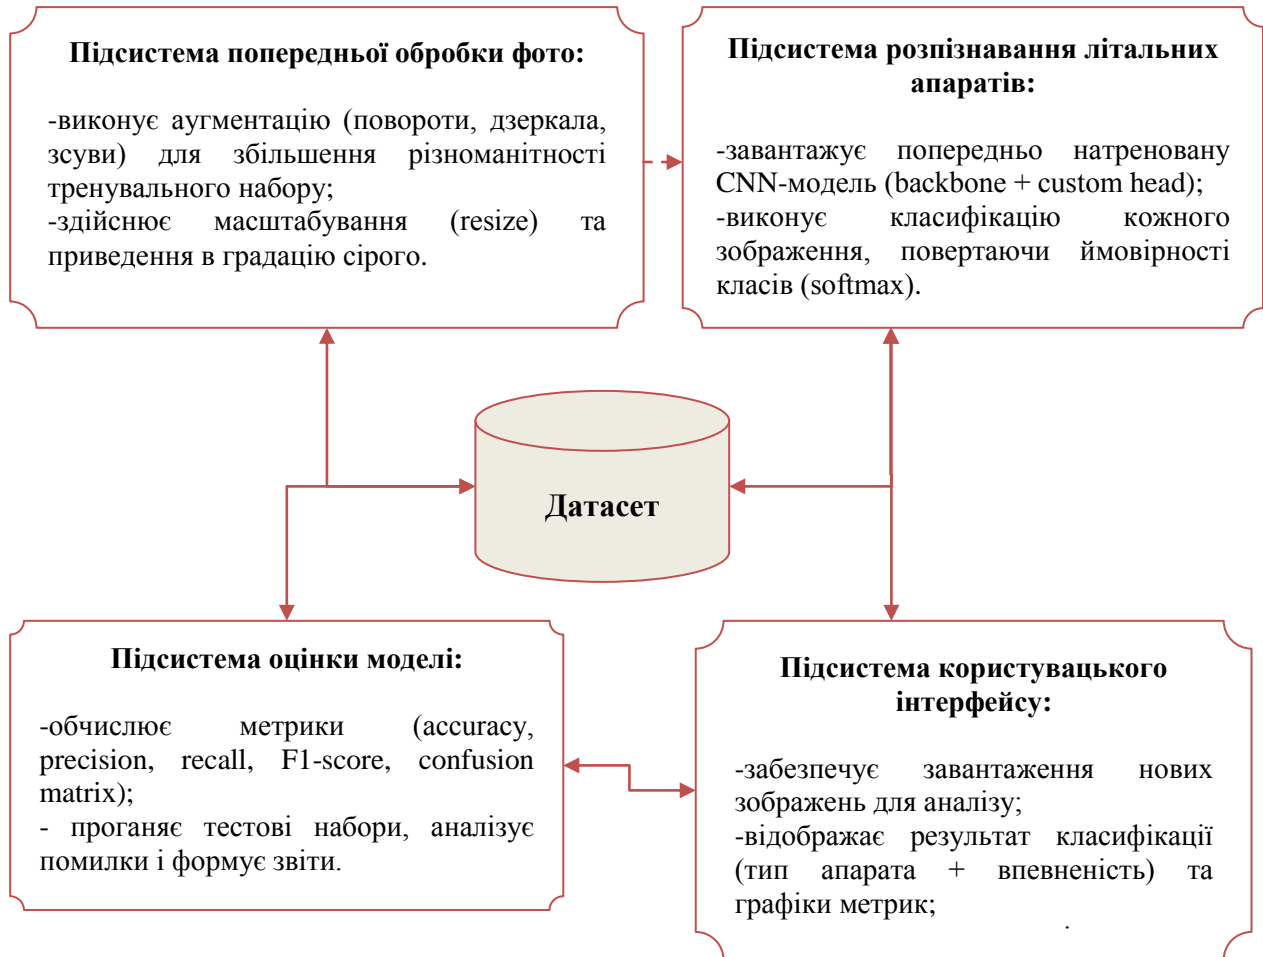 Підсистема попередньої обробки фото:
-виконує аугментацію (повороти, дзеркала,
зсуви) для збільшення різноманітності
тренувального набору;
-здійснює масштабування (resize) та
приведення в градацію сірого.
Підсистема розпізнавання літальних
апаратів:
-завантажує попередньо натреновану
CNN-модель (backbone + custom head);
-виконує класифікацію кожного
зображення, повертаючи ймовірності
класів (softmax).
Датасет
Підсистема оцінки моделі:
-обчислює метрики (accuracy,
precision, recall, F1-score, confusion
matrix);
- проганяє тестові набори, аналізує
помилки і формує звіти.
Підсистема користувацького
інтерфейсу:
-забезпечує завантаження нових
зображень для аналізу;
-відображає результат класифікації
(тип апарата + впевненість) та
графіки метрик;
.